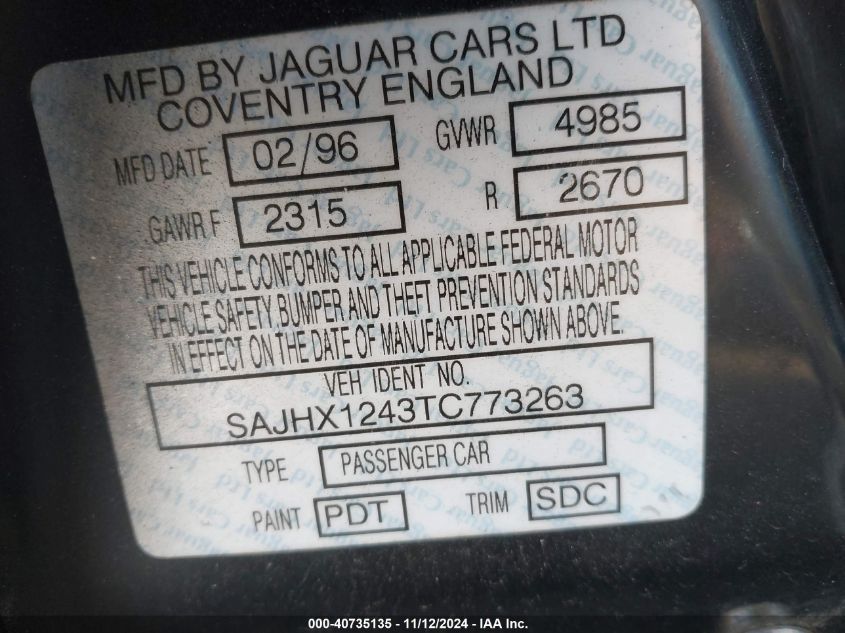 MFD BY JAGUAR CARS LTD
COVENTRY ENGLAND
MFD DATE 02/96 GVWR 4985
GAWR F 2315 R 2670
THIS VEHICLE CONFORMS TO ALL APPLICABLE FEDERAL MOTOR
VEHICLE SAFETY, BUMPER AND THEFT PREVENTION STANDARDS
IN EFFECT ON THE DATE OF MANUFACTURE SHOWN ABOVE
VEH IDENT NO.
SAJHX1243TC773263
TYPE PASSENGER CAR
PAINT PDT TRIM SDC
000-40735135 - 11/12/2024 - IAA Inc.